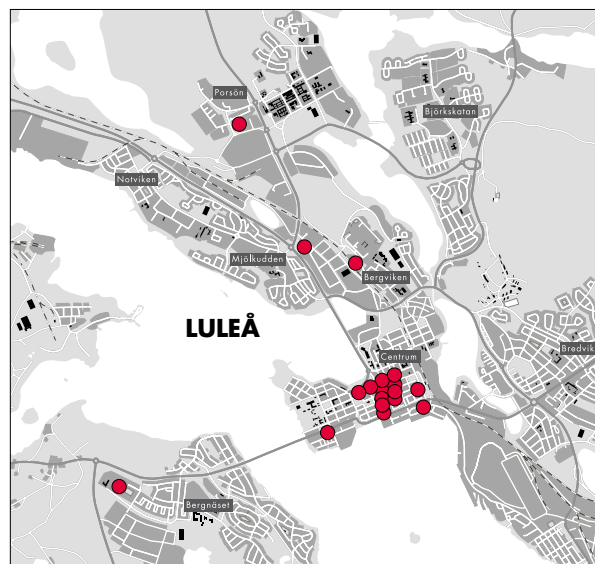 Porsön
Björkskatan
Notviken
Mjölkudden
Bergviken
LULEÅ
Centrum
Bredvik
Bergnäset